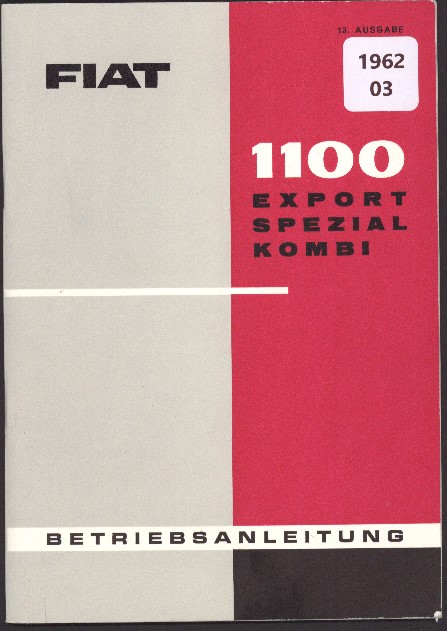 13. AUSGABE
1962
03
FIAT
1100
EXPORT
SPEZIAL
KOMBI
BETRIEBSANLEITUNG